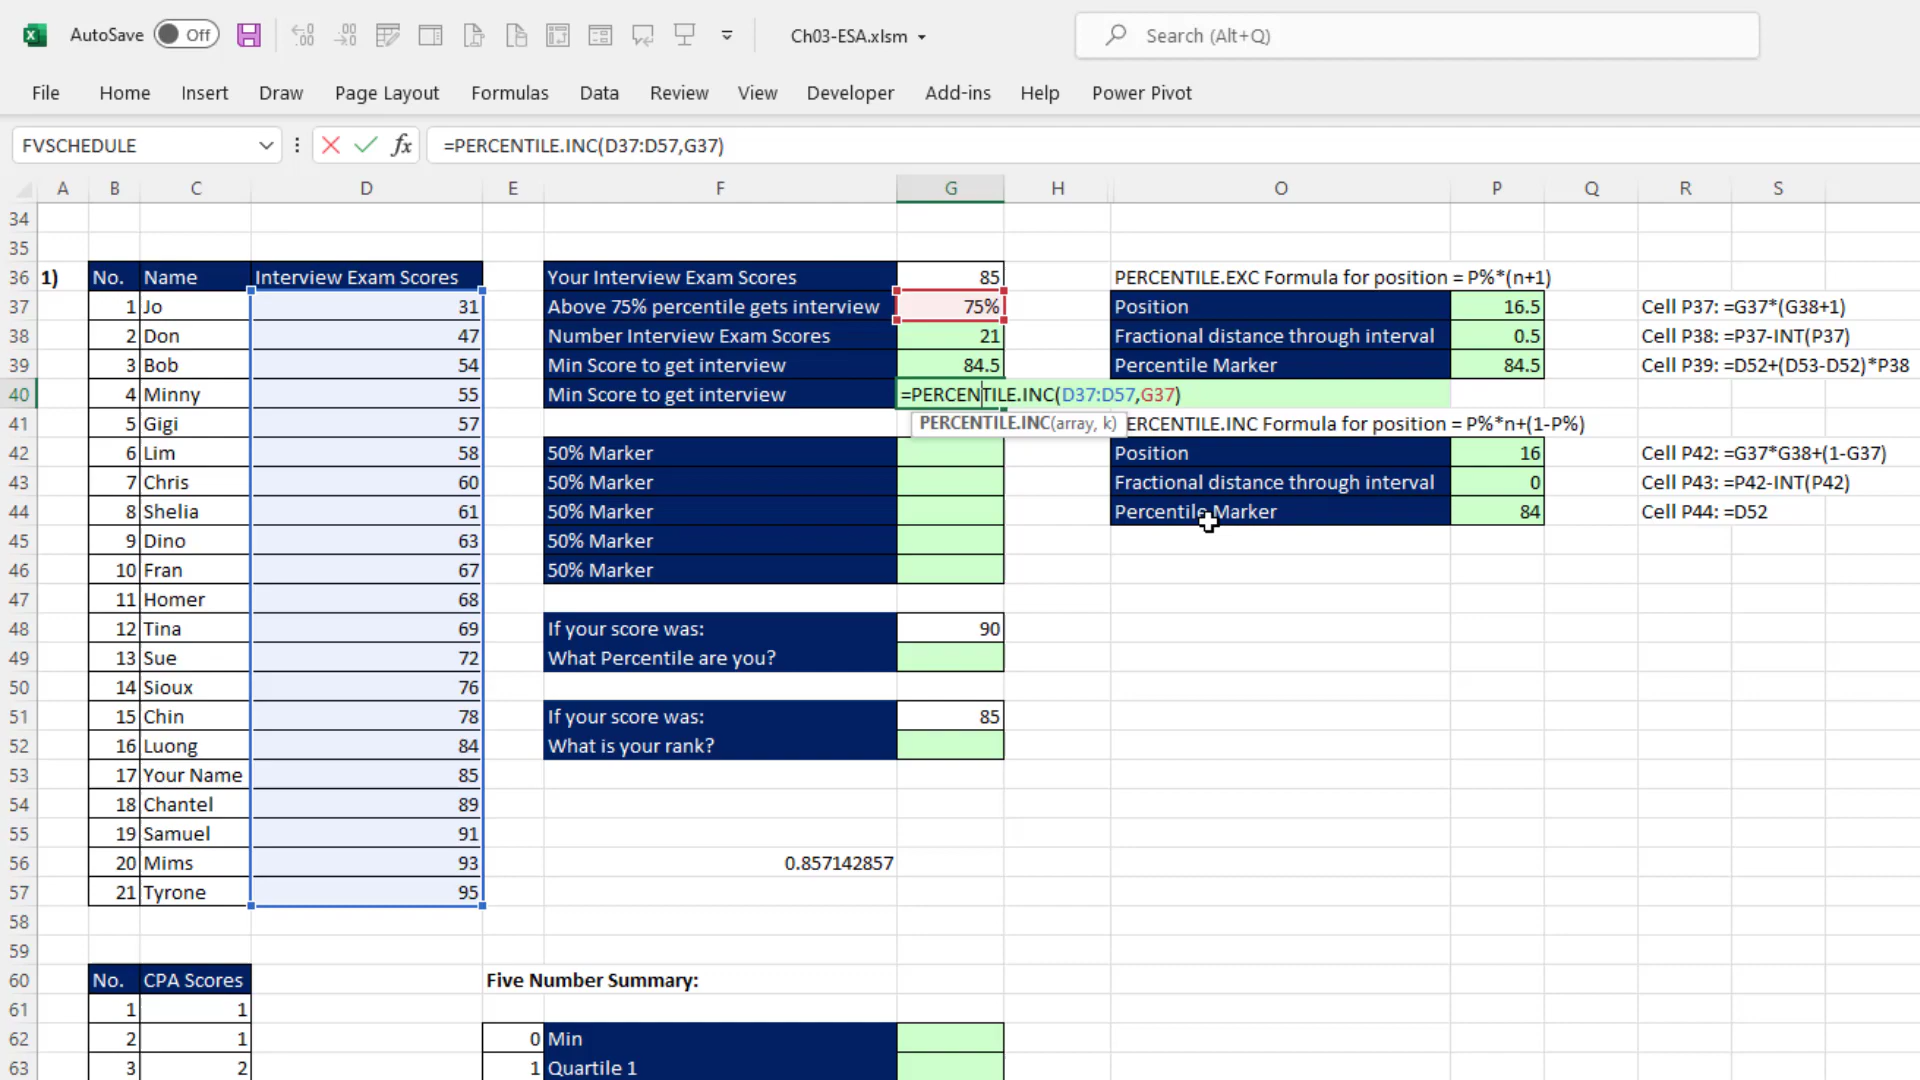 AutoSave Off Ch03-ESA.xlsm Search (Alt+Q)
File Home Insert Draw Page Layout Formulas Data Review View Developer Add-ins Help Power Pivot
FVSCHEDULE fx =PERCENTILE.INC(D37:D57,G37)
A B C D E F G H O P Q R S
34
35
36 1) No. Name Interview Exam Scores Your Interview Exam Scores 85 PERCENTILE.EXC Formula for position = P%*(n+1)
37 1 Jo 31 Above 75% percentile gets interview 75% Position 16.5 Cell P37: =G37*(G38+1)
38 2 Don 47 Number Interview Exam Scores 21 Fractional distance through interval 0.5 Cell P38: =P37-INT(P37)
39 3 Bob 54 Min Score to get interview 84.5 Percentile Marker 84.5 Cell P39: =D52+(D53-D52)*P38
40 4 Minny 55 Min Score to get interview =PERCENTILE.INC(D37:D57,G37)
41 5 Gigi 57 PERCENTILE.INC(array, k) ERCENTILE.INC Formula for position = P%*n+(1-P%)
42 6 Lim 58 50% Marker Position 16 Cell P42: =G37*G38+(1-G37)
43 7 Chris 60 50% Marker Fractional distance through interval 0 Cell P43: =P42-INT(P42)
44 8 Shelia 61 50% Marker Percentile Marker 84 Cell P44: =D52
45 9 Dino 63 50% Marker
46 10 Fran 67 50% Marker
47 11 Homer 68
48 12 Tina 69 If your score was: 90
49 13 Sue 72 What Percentile are you?
50 14 Sioux 76
51 15 Chin 78 If your score was: 85
52 16 Luong 84 What is your rank?
53 17 Your Name 85
54 18 Chantel 89
55 19 Samuel 91
56 20 Mims 93 0.857142857
57 21 Tyrone 95
58
59
60 No. CPA Scores Five Number Summary:
61 1 1
62 2 1 0 Min
63 3 2 1 Quartile 1